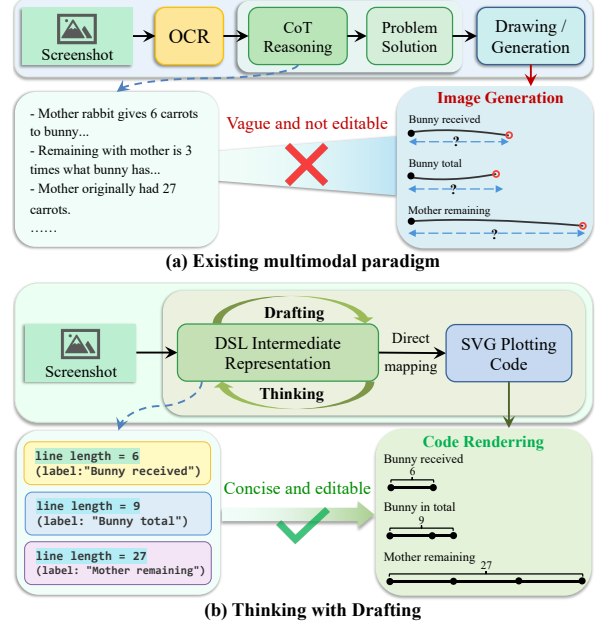 Screenshot
OCR
CoT
Reasoning
Problem
Solution
Drawing /
Generation
- Mother rabbit gives 6 carrots
to bunny...
- Remaining with mother is 3
times what bunny has...
- Mother originally had 27
carrots.
……
Vague and not editable
Image Generation
Bunny received
?
Bunny total
?
Mother remaining
?
(a) Existing multimodal paradigm
Screenshot
Drafting
DSL Intermediate
Representation
Thinking
Direct
mapping
SVG Plotting
Code
line length = 6
(label:"Bunny received")
line length = 9
(label: "Bunny total")
line length = 27
(label: "Mother remaining")
Concise and editable
Code Renderring
Bunny received
6
Bunny in total
9
Mother remaining
27
(b) Thinking with Drafting